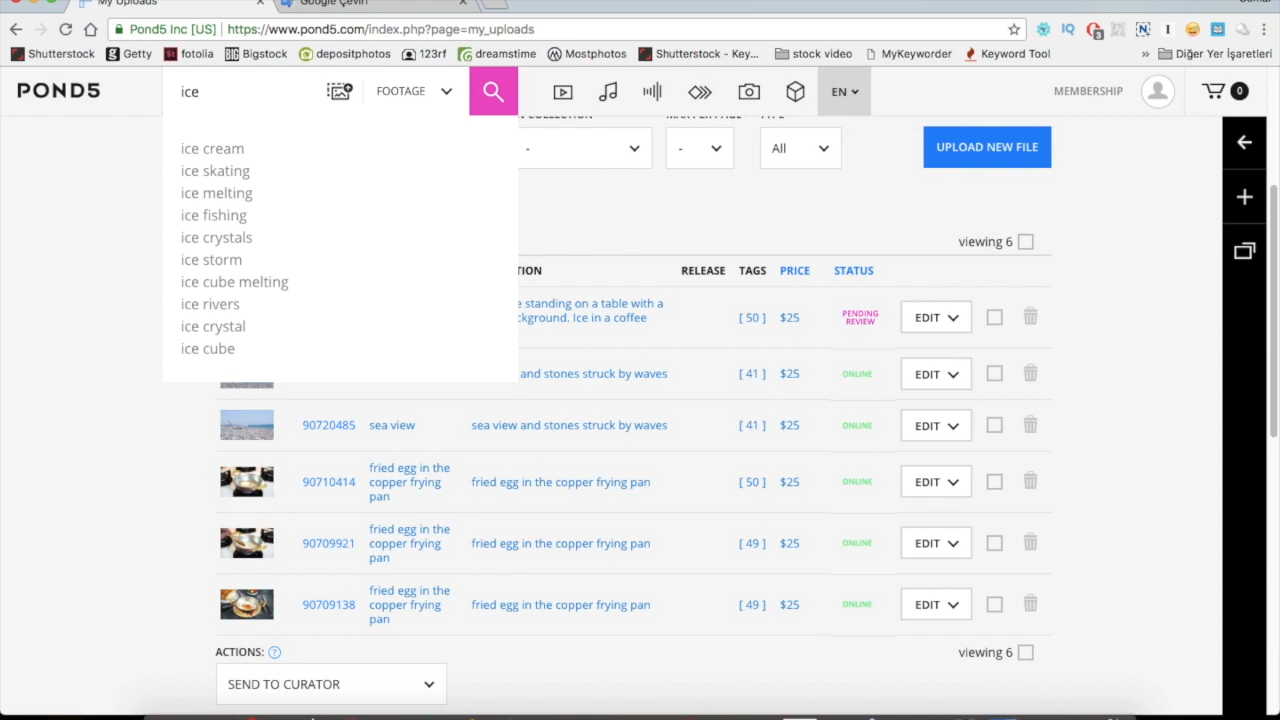 My Uploads
Google Çeviri
Pond5 Inc [US] | https://www.pond5.com/index.php?page=my_uploads
Shutterstock Getty fotolia Bigstock depositphotos 123rf dreamstime Mostphotos Shutterstock - Key... stock video MyKeyworder Keyword Tool » Diğer Yer İşaretleri
POND5 ice FOOTAGE EN MEMBERSHIP 0
ice cream
ice skating
ice melting
ice fishing
ice crystals
ice storm
ice cube melting
ice rivers
ice crystal
ice cube
COLLECTION
- - All UPLOAD NEW FILE
viewing 6
RELEASE TAGS PRICE STATUS
standing on a table with a
Ice in a coffee
[ 50 ] $25 PENDING
REVIEW
EDIT
and stones struck by waves [ 41 ] $25 ONLINE EDIT
90720485 sea view sea view and stones struck by waves [ 41 ] $25 ONLINE EDIT
fried egg in the
copper frying
pan
90710414 fried egg in the copper frying pan [ 50 ] $25 ONLINE EDIT
fried egg in the
copper frying
pan
90709921 fried egg in the copper frying pan [ 49 ] $25 ONLINE EDIT
fried egg in the
copper frying
pan
90709138 fried egg in the copper frying pan [ 49 ] $25 ONLINE EDIT
ACTIONS: ? viewing 6
SEND TO CURATOR